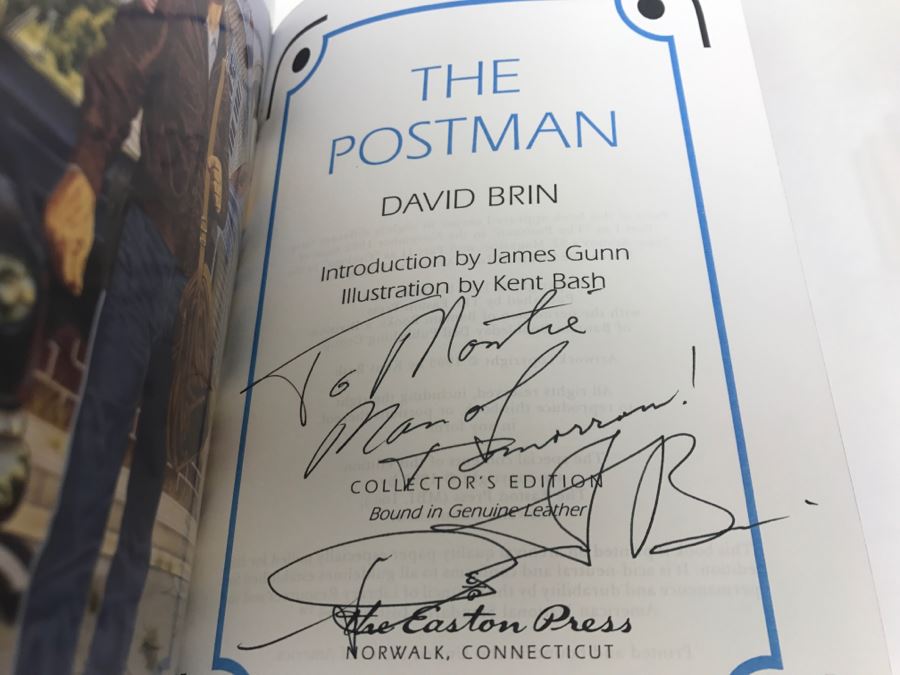 THE
POSTMAN
DAVID BRIN
Introduction by James Gunn
Illustration by Kent Bash
To Montie
Man of
Tomorrow!
COLLECTOR'S EDITION
Bound in Genuine Leather
The Easton Press
NORWALK, CONNECTICUT